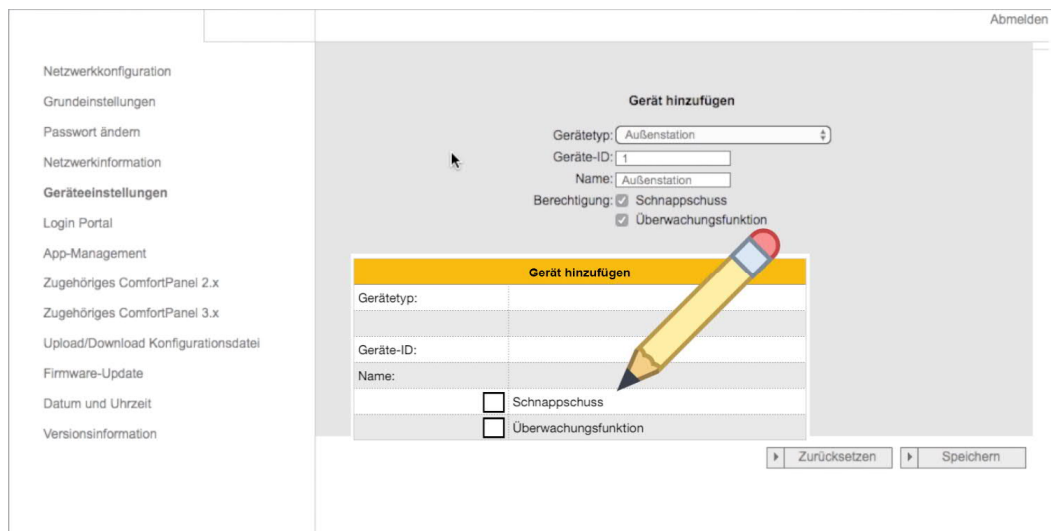 Abmelden
Netzwerkkonfiguration
Grundeinstellungen
Passwort ändern
Netzwerkinformation
Geräteeinstellungen
Login Portal
App-Management
Zugehöriges ComfortPanel 2.x
Zugehöriges ComfortPanel 3.x
Upload/Download Konfigurationsdatei
Firmware-Update
Datum und Uhrzeit
Versionsinformation
Gerät hinzufügen
Gerätetyp: Außenstation
Geräte-ID: 1
Name: Außenstation
Berechtigung: Schnappschuss
Überwachungsfunktion
Gerät hinzufügen
Gerätetyp:
Geräte-ID:
Name:
Schnappschuss
Überwachungsfunktion
Zurücksetzen
Speichern